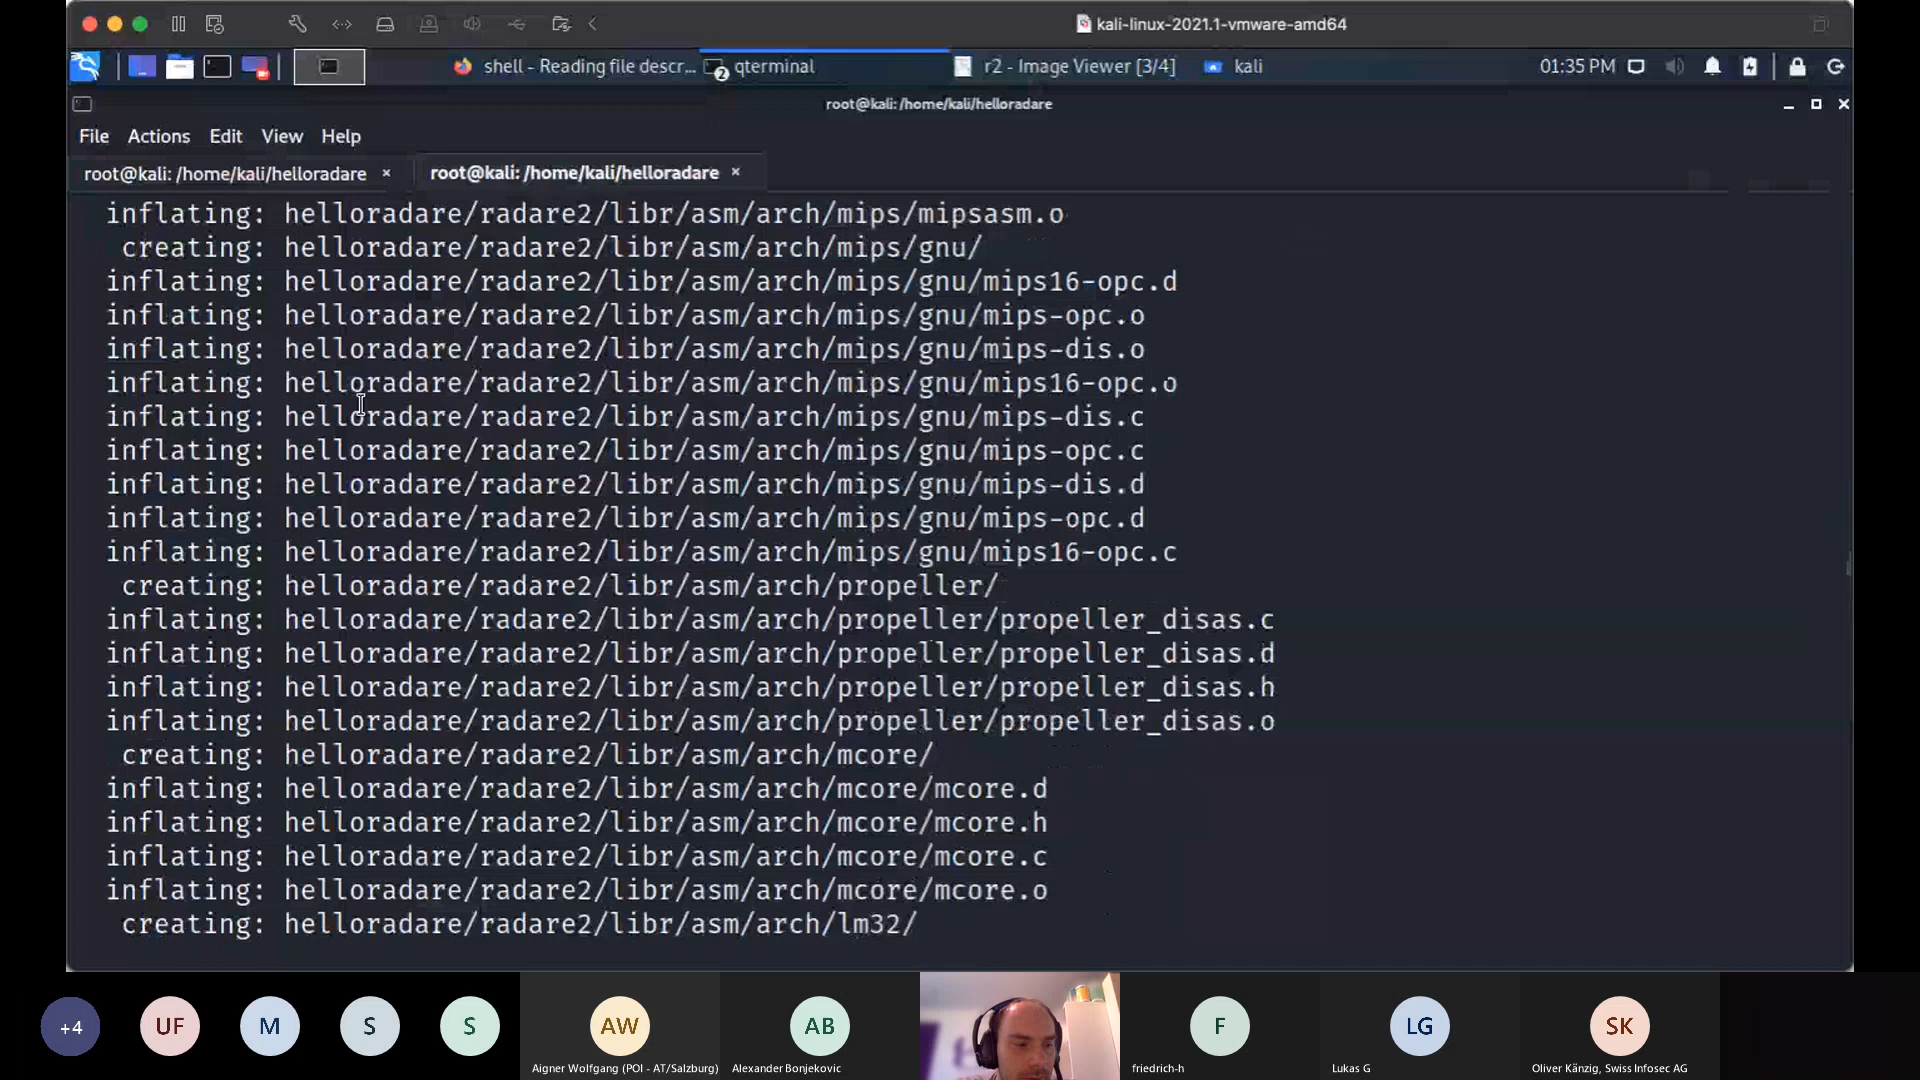 kali-linux-2021.1-vmware-amd64
shell - Reading file descr...
2
qterminal
r2 - Image Viewer [3/4]
kali
01:35 PM
root@kali: /home/kali/helloradare
File Actions Edit View Help
root@kali: /home/kali/helloradare ×
root@kali: /home/kali/helloradare ×
inflating: helloradare/radare2/libr/asm/arch/mips/mipsasm.o
creating: helloradare/radare2/libr/asm/arch/mips/gnu/
inflating: helloradare/radare2/libr/asm/arch/mips/gnu/mips16-opc.d
inflating: helloradare/radare2/libr/asm/arch/mips/gnu/mips-opc.o
inflating: helloradare/radare2/libr/asm/arch/mips/gnu/mips-dis.o
inflating: helloradare/radare2/libr/asm/arch/mips/gnu/mips16-opc.o
inflating: helloradare/radare2/libr/asm/arch/mips/gnu/mips-dis.c
inflating: helloradare/radare2/libr/asm/arch/mips/gnu/mips-opc.c
inflating: helloradare/radare2/libr/asm/arch/mips/gnu/mips-dis.d
inflating: helloradare/radare2/libr/asm/arch/mips/gnu/mips-opc.d
inflating: helloradare/radare2/libr/asm/arch/mips/gnu/mips16-opc.c
creating: helloradare/radare2/libr/asm/arch/propeller/
inflating: helloradare/radare2/libr/asm/arch/propeller/propeller_disas.c
inflating: helloradare/radare2/libr/asm/arch/propeller/propeller_disas.d
inflating: helloradare/radare2/libr/asm/arch/propeller/propeller_disas.h
inflating: helloradare/radare2/libr/asm/arch/propeller/propeller_disas.o
creating: helloradare/radare2/libr/asm/arch/mcore/
inflating: helloradare/radare2/libr/asm/arch/mcore/mcore.d
inflating: helloradare/radare2/libr/asm/arch/mcore/mcore.h
inflating: helloradare/radare2/libr/asm/arch/mcore/mcore.c
inflating: helloradare/radare2/libr/asm/arch/mcore/mcore.o
creating: helloradare/radare2/libr/asm/arch/lm32/
+4
UF
M
S
S
AW
AB
F
LG
SK
Aigner Wolfgang (POI - AT/Salzburg)
Alexander Bonjekovic
friedrich-h
Lukas G
Oliver Känzig, Swiss Infosec AG